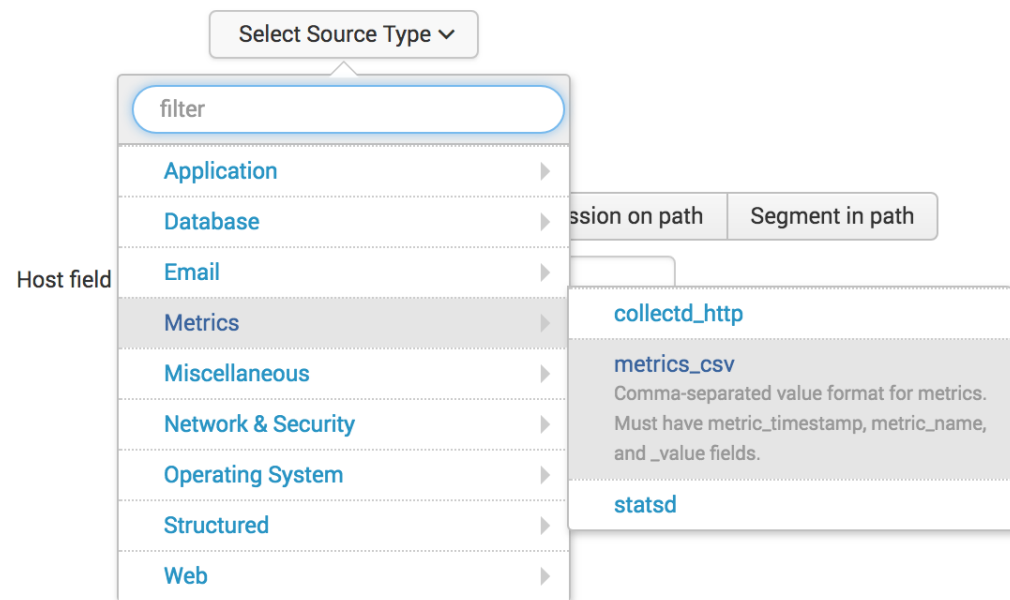 Select Source Type
filter
Application
Database
ssion on path
Segment in path
Email
Host field
Metrics
collectd_http
metrics_csv
Comma-separated value format for metrics.
Must have metric_timestamp, metric_name,
and _value fields.
statsd
Miscellaneous
Network & Security
Operating System
Structured
Web